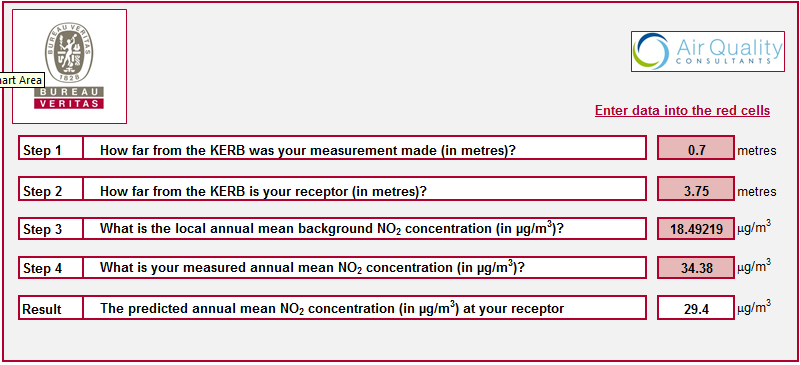 BUREAU VERITAS
1828
BUREAU
VERITAS
art Area
Air Quality
CONSULTANTS
Enter data into the red cells
Step 1 How far from the KERB was your measurement made (in metres)? 0.7 metres
Step 2 How far from the KERB is your receptor (in metres)? 3.75 metres
Step 3 What is the local annual mean background NO₂ concentration (in µg/m³)? 18.49219 µg/m³
Step 4 What is your measured annual mean NO₂ concentration (in µg/m³)? 34.38 µg/m³
Result The predicted annual mean NO₂ concentration (in µg/m³) at your receptor 29.4 µg/m³